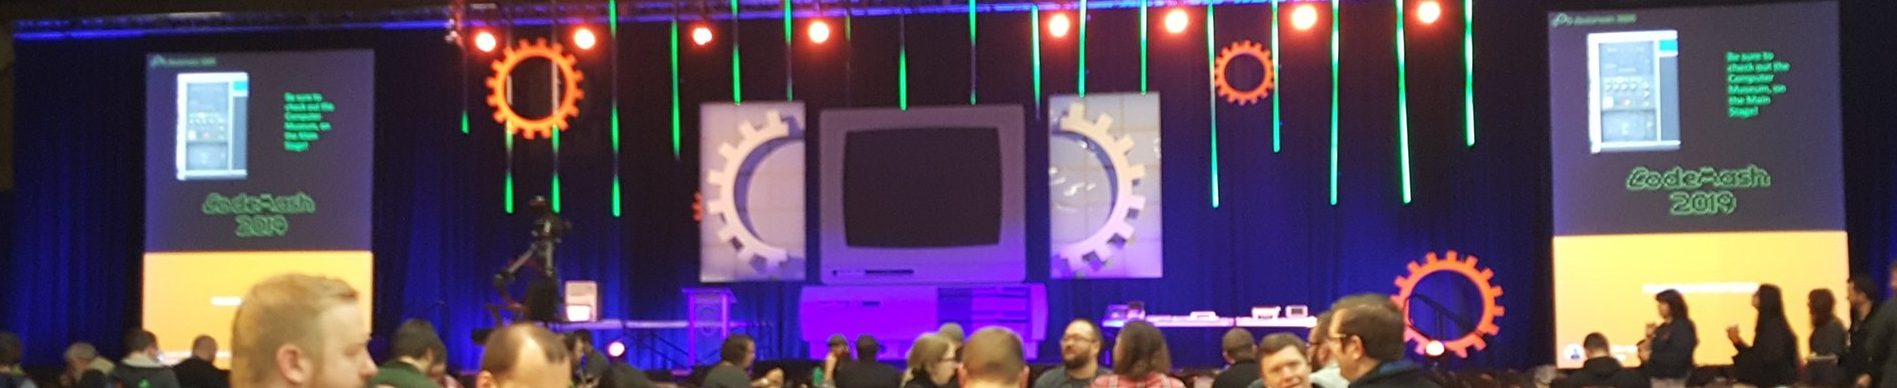 Be sure to
check out the
Computer
Museum, on
the Main
Stage!
CodeMash
2019
Be sure to
check out the
Computer
Museum, on
the Main
Stage!
CodeMash
2019